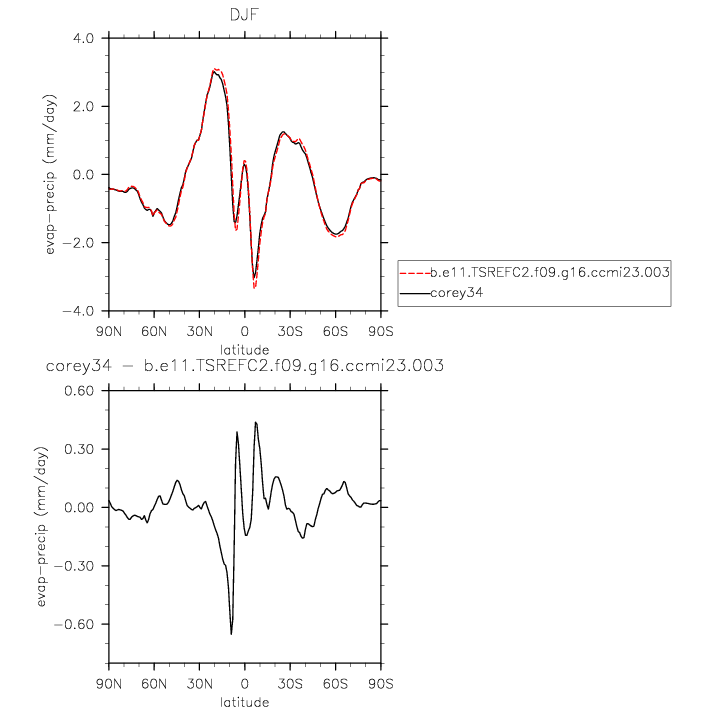 DJF
4.0
2.0
0.0
−2.0
−4.0
evap−precip (mm/day)
90N 60N 30N 0 30S 60S 90S
latitude
b.e11.TSREFC2.f09.g16.ccmi23.003
corey34
corey34 − b.e11.TSREFC2.f09.g16.ccmi23.003
0.60
0.30
0.00
−0.30
−0.60
evap−precip (mm/day)
90N 60N 30N 0 30S 60S 90S
latitude